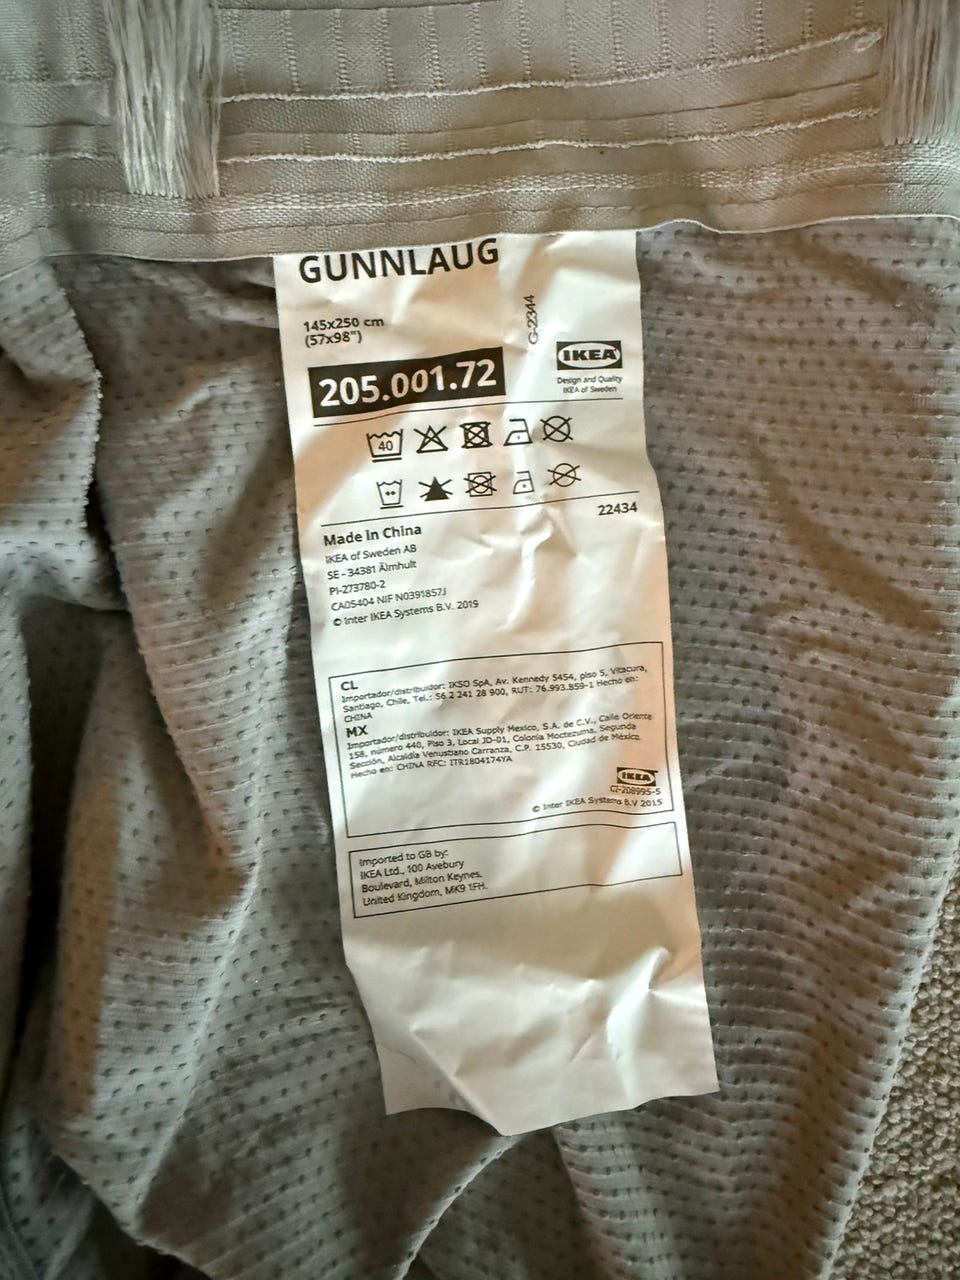 GUNNLAUG
145x250 cm
(57x98")
G-2344
205.001.72
IKEA
Design and Quality
IKEA of Sweden
40
22434
Made in China
IKEA of Sweden AB
SE - 34381 Älmhult
PI-273780-2
CA05404 NIF N0391857J
© Inter IKEA Systems B.V. 2019
CL
Importador/distribuidor: IKSO SpA, Av. Kennedy 5454, piso 5, Vitacura,
Santiago, Chile, Tel.: 56 2 241 28 900, RUT: 76.993.859-1 Hecho en:
CHINA
MX
Importador/distribuidor: IKEA Supply Mexico, S.A. de C.V., Calle Oriente
158, número 440, Piso 3, Local JD-01, Colonia Moctezuma, Segunda
Sección, Alcaldía Venustiano Carranza, C.P. 15530, Ciudad de México,
Hecho en: CHINA RFC: ITR1804174YA
IKEA
CI-208995-5
© Inter IKEA Systems B.V 2015
Imported to GB by:
IKEA Ltd., 100 Avebury
Boulevard, Milton Keynes,
United Kingdom, MK9 1FH.